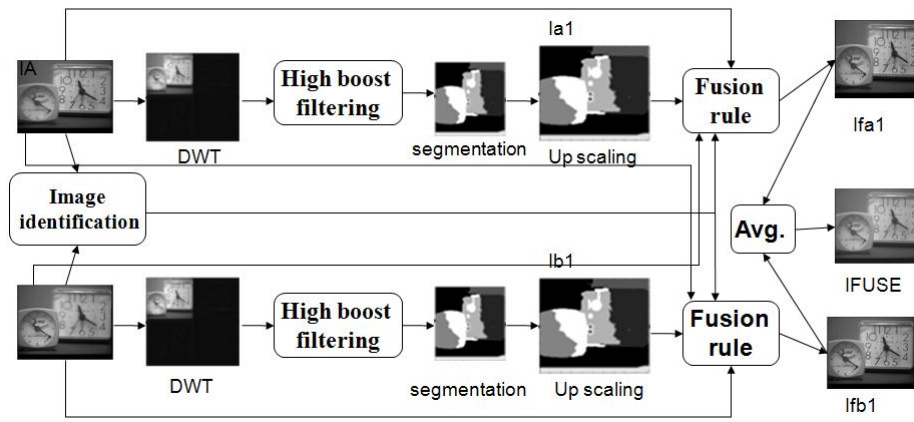 Ia1
IA
High boost
filtering
Fusion
rule
Ifa1
DWT
segmentation
Up scaling
Image
identification
Avg.
Ib1
IFUSE
High boost
filtering
Fusion
rule
DWT
segmentation
Up scaling
Ifb1